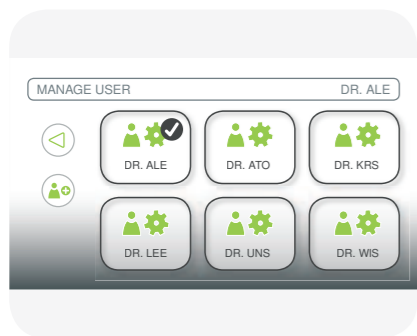 MANAGE USER DR. ALE
DR. ALE DR. ATO DR. KRS
DR. LEE DR. UNS DR. WIS